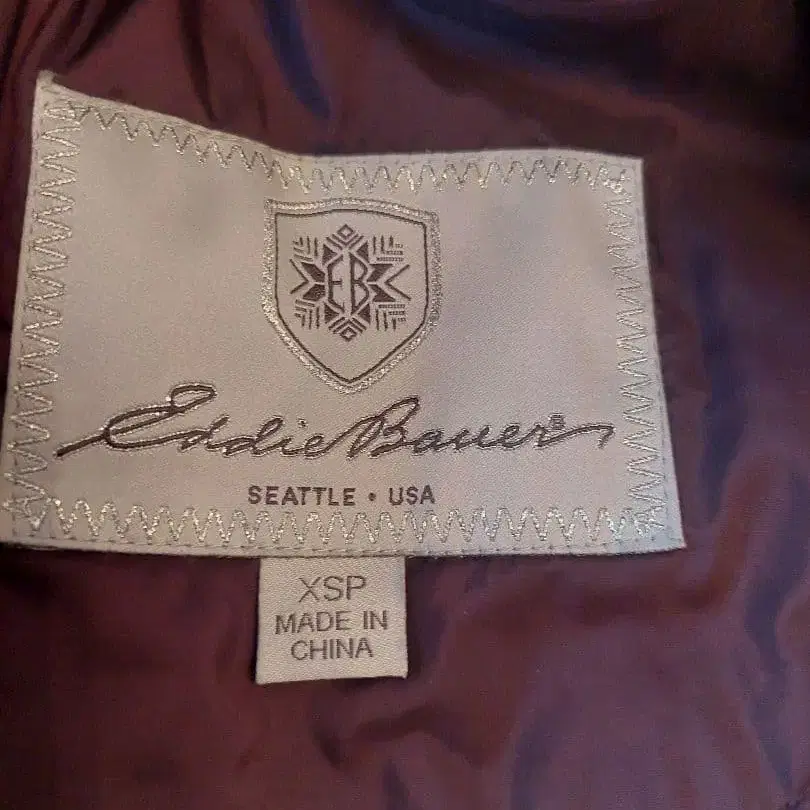 EB
Eddie Bauer®
SEATTLE • USA
XSP
MADE IN
CHINA